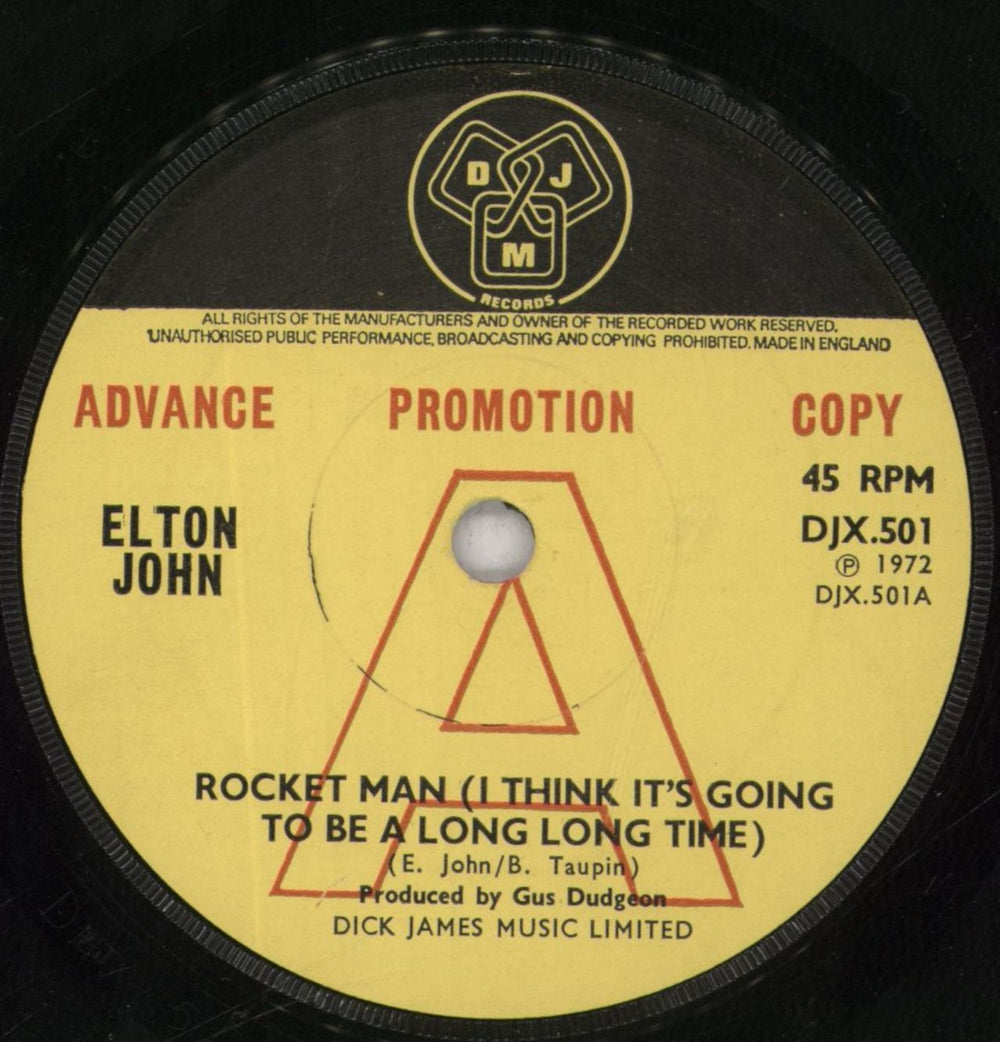 D J
M
RECORDS
ALL RIGHTS OF THE MANUFACTURERS AND OWNER OF THE RECORDED WORK RESERVED.
UNAUTHORISED PUBLIC PERFORMANCE, BROADCASTING AND COPYING PROHIBITED. MADE IN ENGLAND
ADVANCE PROMOTION COPY
45 RPM
ELTON
JOHN
DJX.501
℗ 1972
DJX.501A
A
ROCKET MAN (I THINK IT'S GOING
TO BE A LONG LONG TIME)
(E. John/B. Taupin)
Produced by Gus Dudgeon
DICK JAMES MUSIC LIMITED